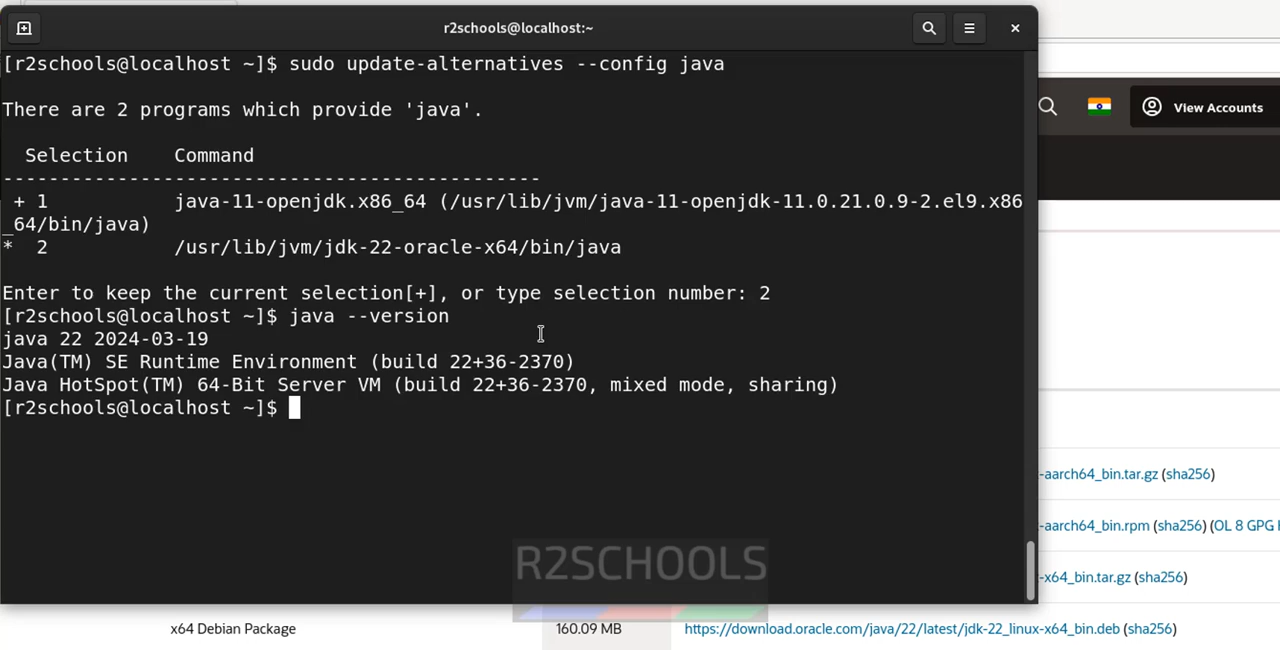 r2schools@localhost:~
[r2schools@localhost ~]$ sudo update-alternatives --config java
There are 2 programs which provide 'java'.
  Selection    Command
-----------------------------------------------
 + 1           java-11-openjdk.x86_64 (/usr/lib/jvm/java-11-openjdk-11.0.21.0.9-2.el9.x86
_64/bin/java)
*  2           /usr/lib/jvm/jdk-22-oracle-x64/bin/java
Enter to keep the current selection[+], or type selection number: 2
[r2schools@localhost ~]$ java --version
java 22 2024-03-19
Java(TM) SE Runtime Environment (build 22+36-2370)
Java HotSpot(TM) 64-Bit Server VM (build 22+36-2370, mixed mode, sharing)
[r2schools@localhost ~]$
View Accounts
-aarch64_bin.tar.gz (sha256)
-aarch64_bin.rpm (sha256) (OL 8 GPG
-x64_bin.tar.gz (sha256)
R2SCHOOLS
x64 Debian Package 160.09 MB https://download.oracle.com/java/22/latest/jdk-22_linux-x64_bin.deb (sha256)